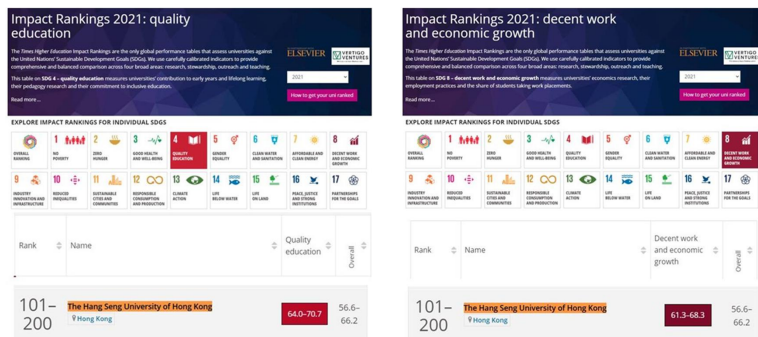 Impact Rankings 2021: quality
education
The Times Higher Education Impact Rankings are the only global performance tables that assess universities against
the United Nations' Sustainable Development Goals (SDGs). We use carefully calibrated indicators to provide
comprehensive and balanced comparison across four broad areas: research, stewardship, outreach and teaching.
This table on SDG 4 – quality education measures universities' contribution to early years and lifelong learning,
their pedagogy research and their commitment to inclusive education.
Read more...
ELSEVIER
VERTIGO
VENTURES
2021
How to get your uni ranked
EXPLORE IMPACT RANKINGS FOR INDIVIDUAL SDGS
OVERALL
RANKING
1
NO
POVERTY
2
ZERO
HUNGER
3
GOOD HEALTH
AND WELL-BEING
4
QUALITY
EDUCATION
5
GENDER
EQUALITY
6
CLEAN WATER
AND SANITATION
7
AFFORDABLE AND
CLEAN ENERGY
8
DECENT WORK
AND ECONOMIC
GROWTH
9
INDUSTRY
INNOVATION AND
INFRASTRUCTURE
10
REDUCED
INEQUALITIES
11
SUSTAINABLE
CITIES AND
COMMUNITIES
12
RESPONSIBLE
CONSUMPTION
AND PRODUCTION
13
CLIMATE
ACTION
14
LIFE
BELOW WATER
15
LIFE
ON LAND
16
PEACE, JUSTICE
AND STRONG
INSTITUTIONS
17
PARTNERSHIPS
FOR THE GOALS
Rank
Name
Quality
education
Overall
101–
200
The Hang Seng University of Hong Kong
Hong Kong
64.0–70.7
56.6–
66.2
Impact Rankings 2021: decent work
and economic growth
The Times Higher Education Impact Rankings are the only global performance tables that assess universities against
the United Nations' Sustainable Development Goals (SDGs). We use carefully calibrated indicators to provide
comprehensive and balanced comparison across four broad areas: research, stewardship, outreach and teaching.
This table on SDG 8 – decent work and economic growth measures universities' economics research, their
employment practices and the share of students taking work placements.
Read more...
ELSEVIER
VERTIGO
VENTURES
2021
How to get your uni ranked
EXPLORE IMPACT RANKINGS FOR INDIVIDUAL SDGS
OVERALL
RANKING
1
NO
POVERTY
2
ZERO
HUNGER
3
GOOD HEALTH
AND WELL-BEING
4
QUALITY
EDUCATION
5
GENDER
EQUALITY
6
CLEAN WATER
AND SANITATION
7
AFFORDABLE AND
CLEAN ENERGY
8
DECENT WORK
AND ECONOMIC
GROWTH
9
INDUSTRY
INNOVATION AND
INFRASTRUCTURE
10
REDUCED
INEQUALITIES
11
SUSTAINABLE
CITIES AND
COMMUNITIES
12
RESPONSIBLE
CONSUMPTION
AND PRODUCTION
13
CLIMATE
ACTION
14
LIFE
BELOW WATER
15
LIFE
ON LAND
16
PEACE, JUSTICE
AND STRONG
INSTITUTIONS
17
PARTNERSHIPS
FOR THE GOALS
Rank
Name
Decent work
and economic
growth
Overall
101–
200
The Hang Seng University of Hong Kong
Hong Kong
61.3–68.3
56.6–
66.2